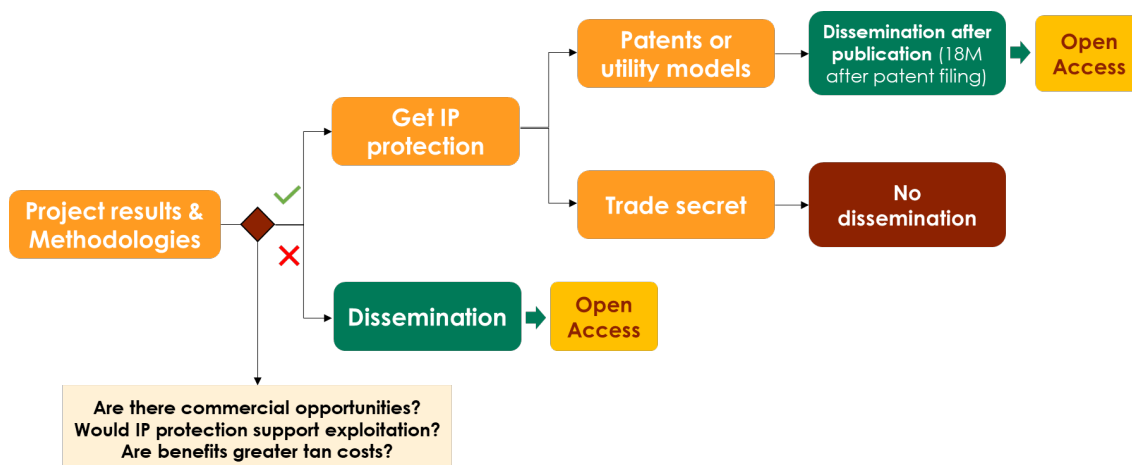 Project results &
Methodologies
Get IP
protection
Patents or
utility models
Dissemination after
publication (18M
after patent filing)
Open
Access
Trade secret
No
dissemination
Dissemination
Open
Access
Are there commercial opportunities?
Would IP protection support exploitation?
Are benefits greater tan costs?